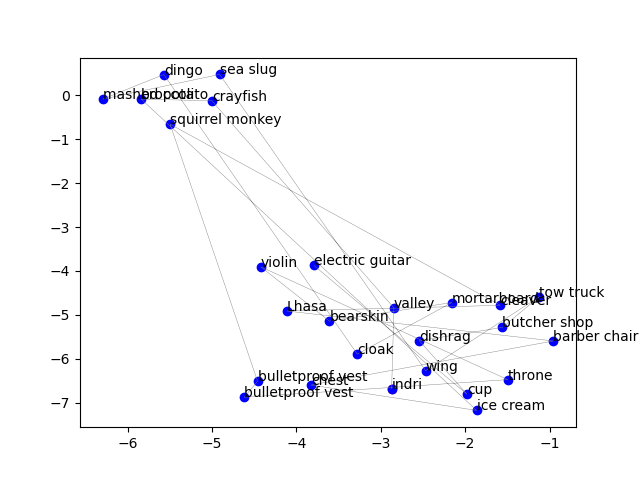 dingo
sea slug
mashed potato
broccoli
crayfish
squirrel monkey
violin
electric guitar
Lhasa
bearskin
valley
mortarboard
cleaver
tow truck
butcher shop
barber chair
dishrag
cloak
wing
throne
bulletproof vest
chest
indri
cup
bulletproof vest
ice cream
0
−1
−2
−3
−4
−5
−6
−7
−6
−5
−4
−3
−2
−1